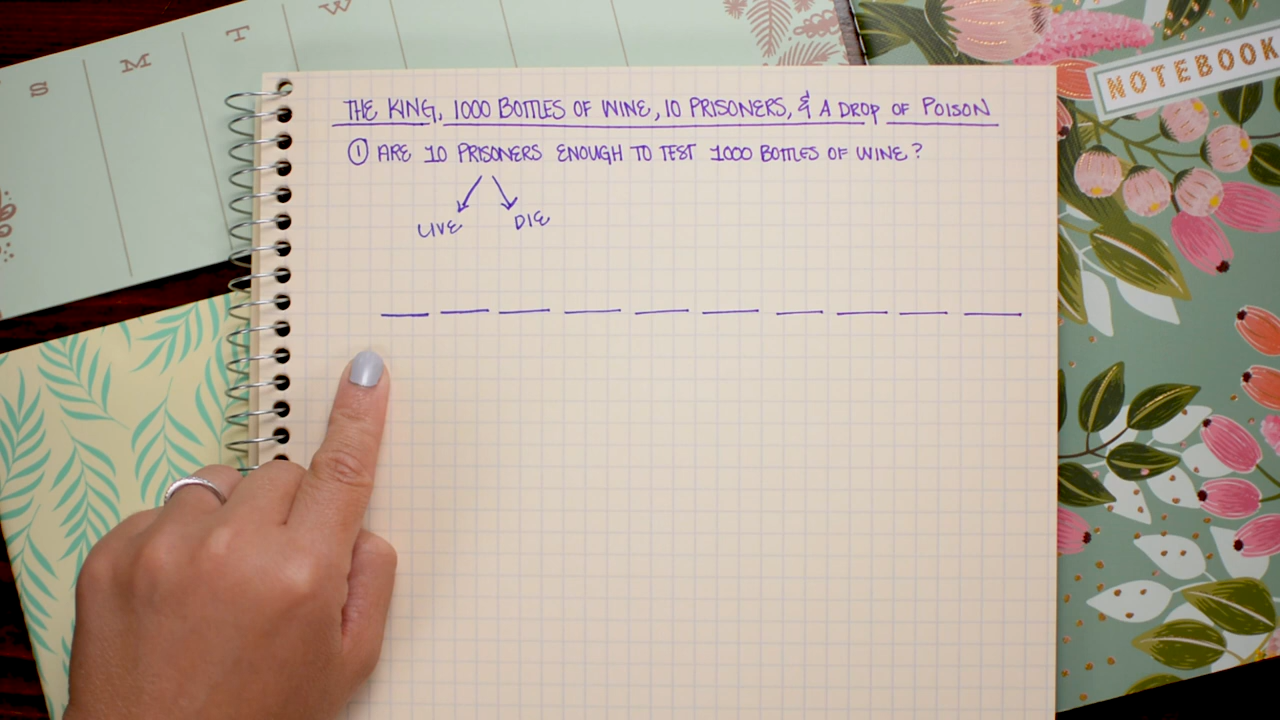 S M T W
NOTEBOOK
THE KING, 1000 BOTTLES OF WINE, 10 PRISONERS, & A DROP OF POISON
① ARE 10 PRISONERS ENOUGH TO TEST 1000 BOTTLES OF WINE?
LIVE DIE